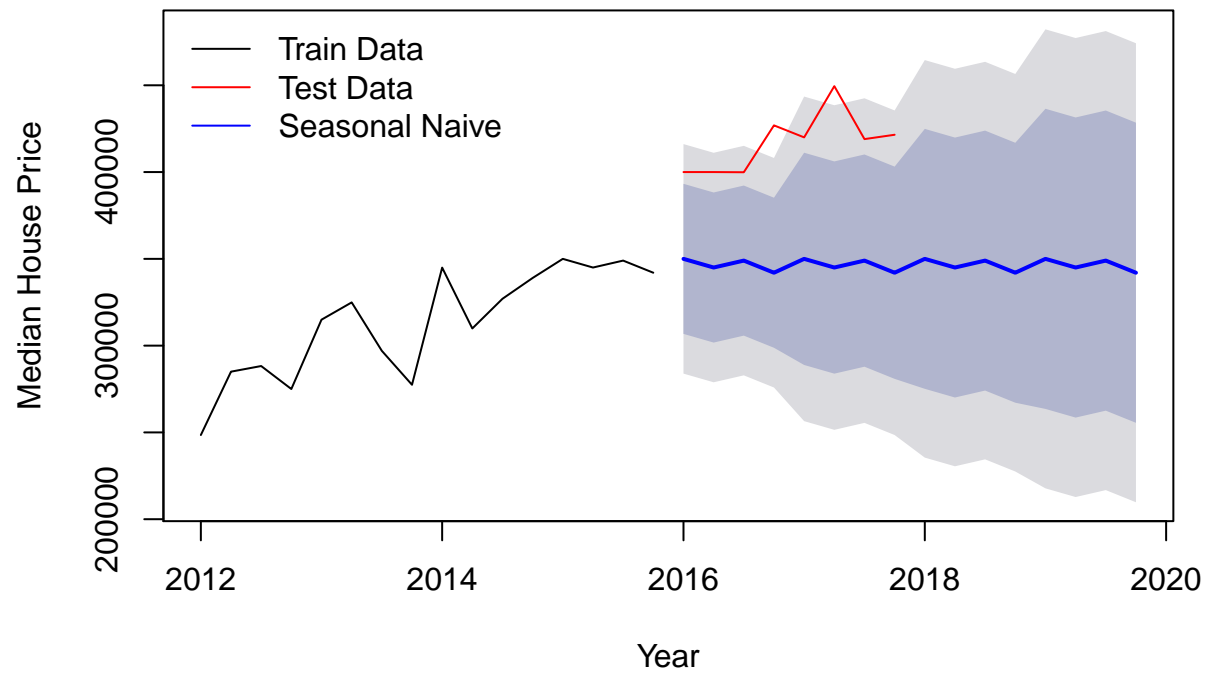 Train Data
Test Data
Seasonal Naive
Median House Price
400000
300000
200000
2012 2014 2016 2018 2020
Year